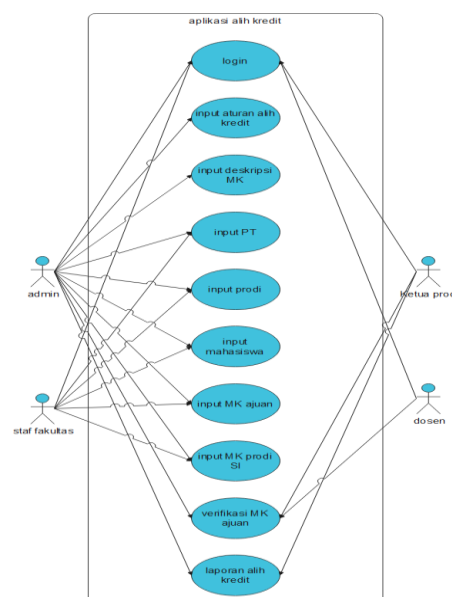 aplikasi alih kredit
login
input aturan alih
kredit
input deskripsi
MK
input PT
input prodi
input
mahasiswa
input MK ajuan
input MK prodi
SI
verifikasi MK
ajuan
laporan alih
kredit
admin
staf fakultas
Ketua prod
dosen